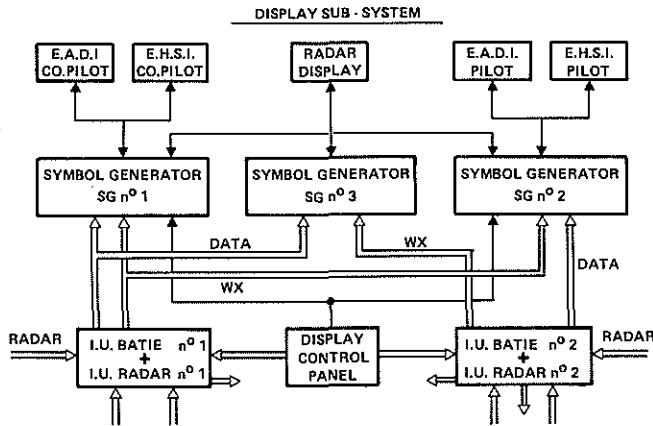 DISPLAY SUB - SYSTEM
E.A.D.I
CO.PILOT
E.H.S.I.
CO.PILOT
RADAR
DISPLAY
E.A.D.I.
PILOT
E.H.S.I.
PILOT
SYMBOL GENERATOR
SG nº 1
SYMBOL GENERATOR
SG nº 3
SYMBOL GENERATOR
SG nº 2
DATA
WX
WX
DATA
RADAR
I.U. BATIE nº 1
+
I.U. RADAR nº 1
DISPLAY
CONTROL
PANEL
I.U. BATIE nº 2
+
I.U. RADAR nº 2
RADAR